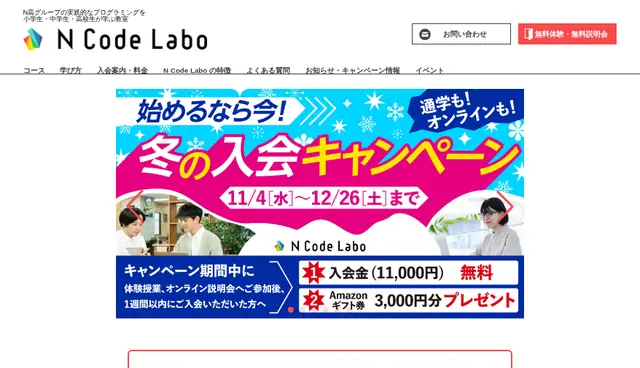 N高グループの実践的なプログラミングを
小学生・中学生・高校生が学ぶ教室
N Code Labo
お問い合わせ
無料体験・無料説明会
コース 学び方 入会案内・料金 N Code Labo の特徴 よくある質問 お知らせ・キャンペーン情報 イベント
始めるなら今!
通学も!
オンラインも!
冬の入会キャンペーン
11/4[水]～12/26[土]まで
N Code Labo
キャンペーン期間中に
体験授業、オンライン説明会へご参加後、
1週間以内にご入会いただいた方へ
1 入会金(11,000円) 無料
2 Amazonギフト券 3,000円分プレゼント